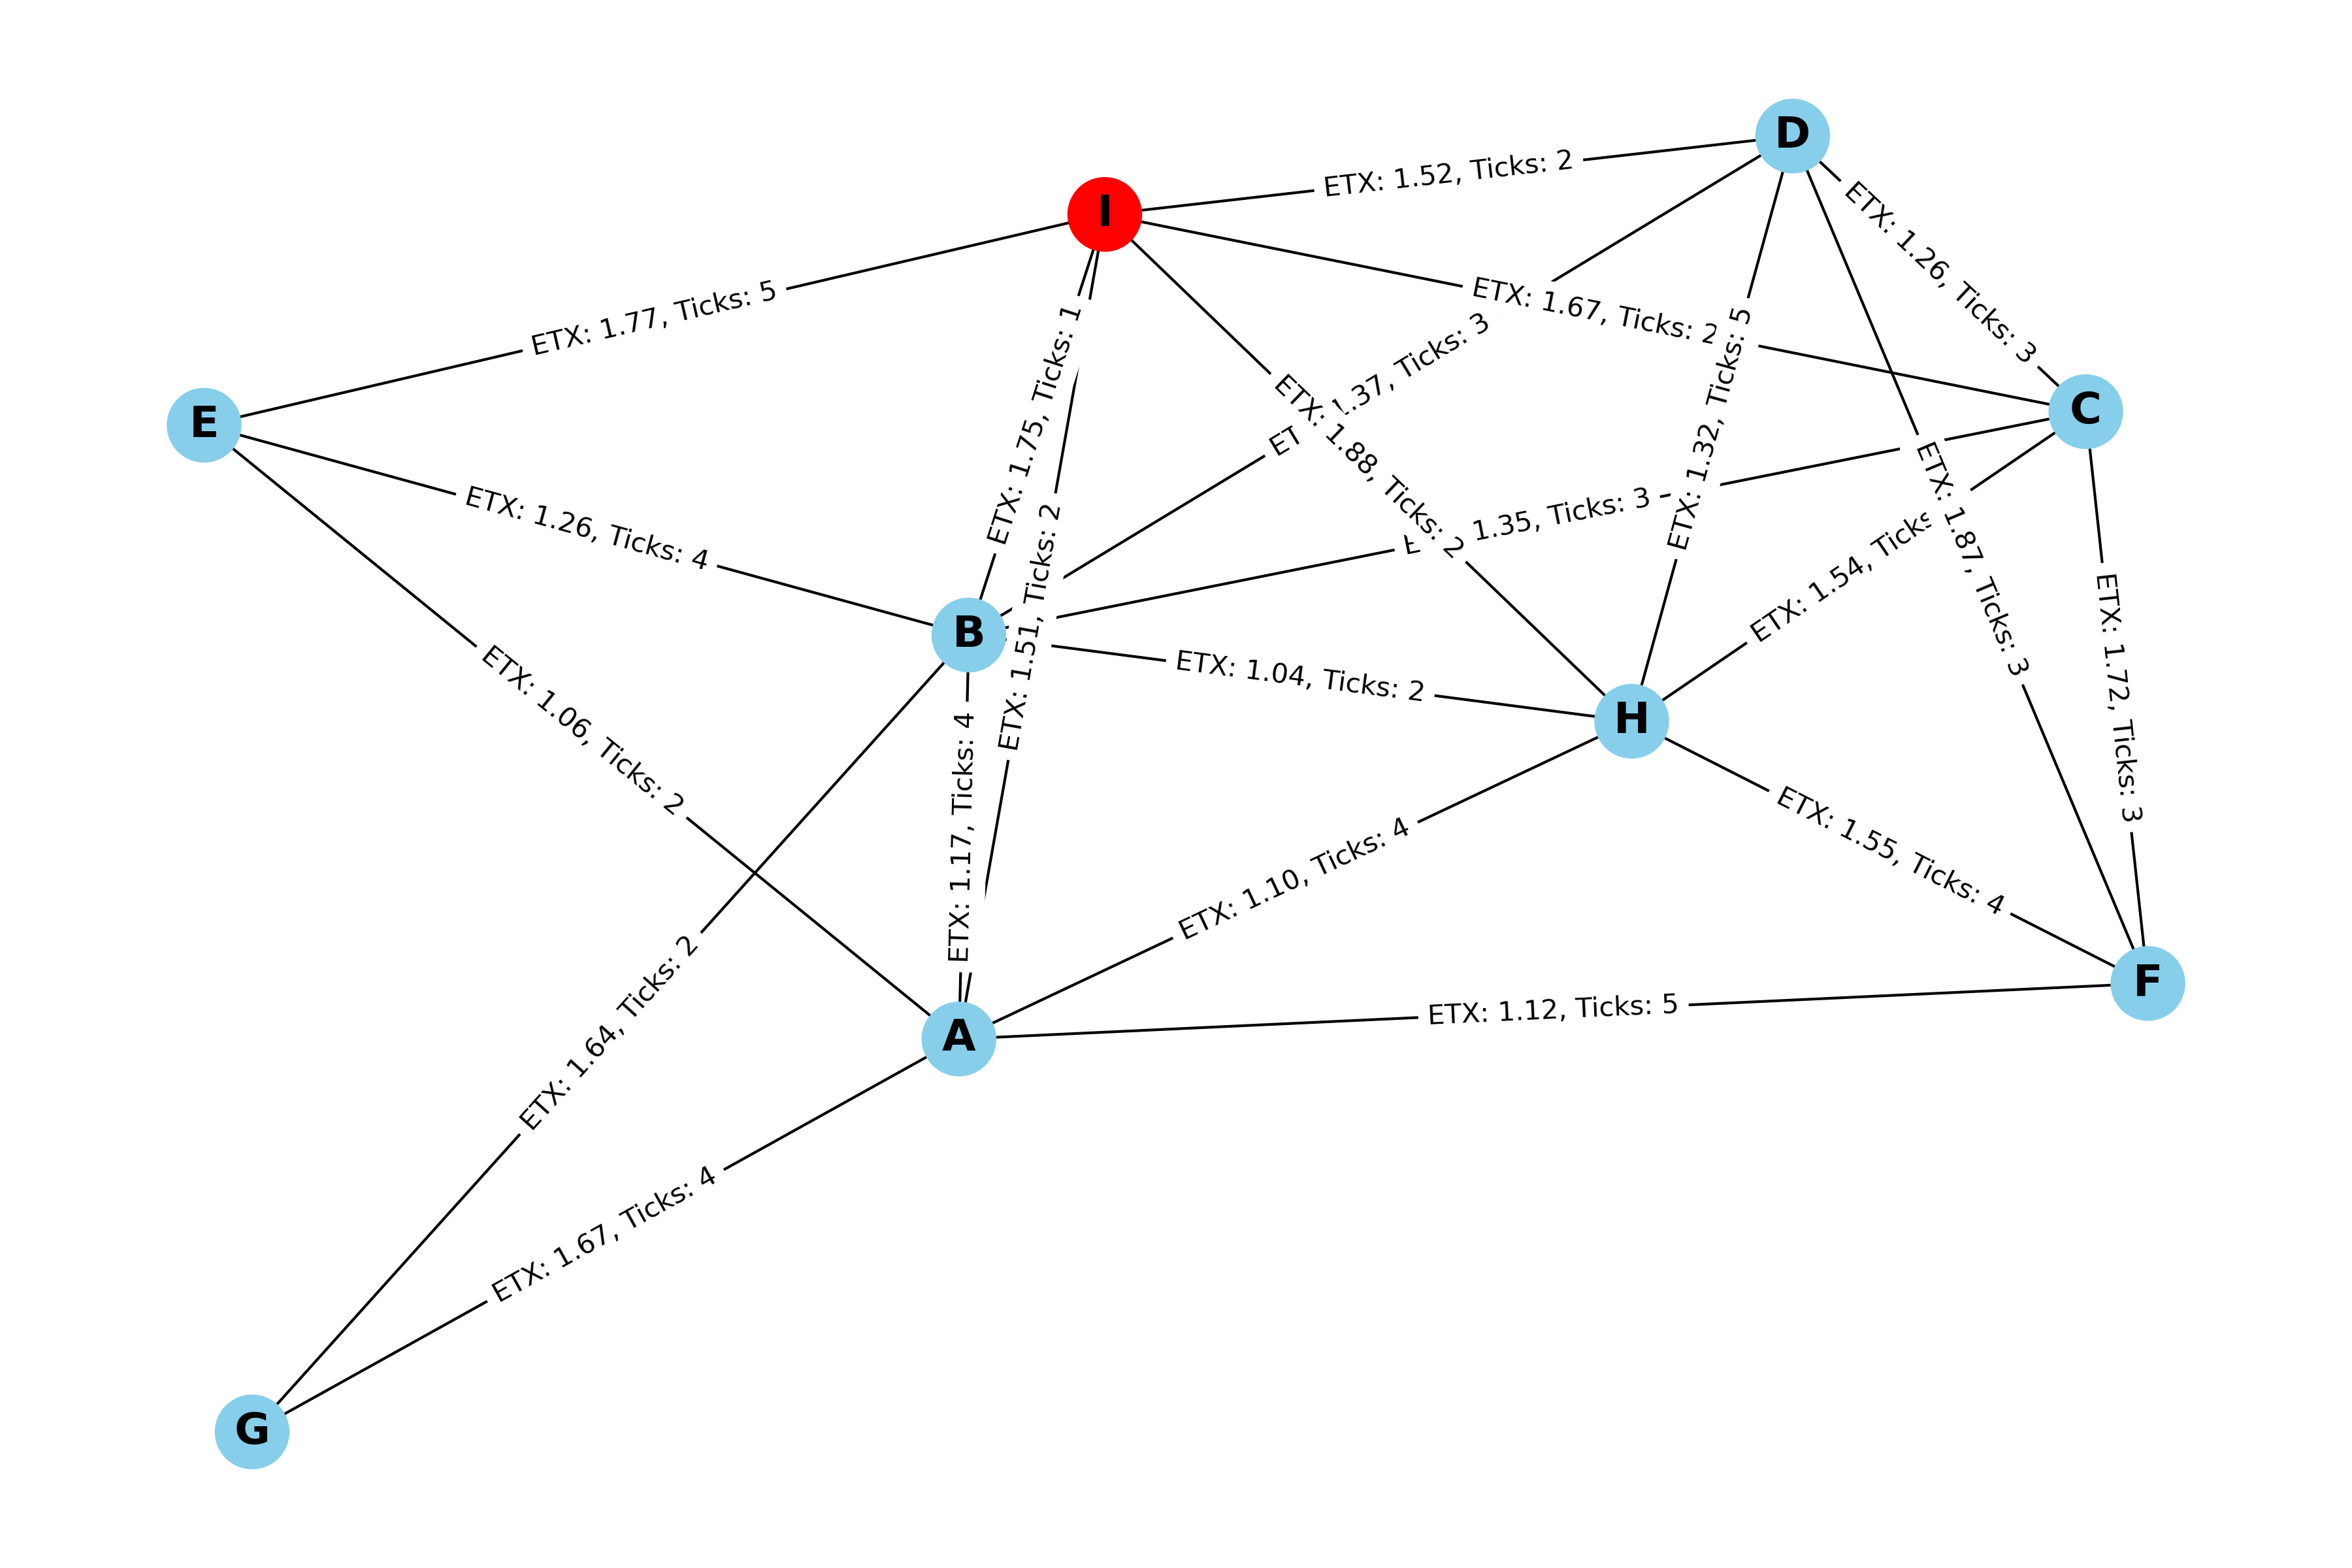 D
ETX: 1.52, Ticks: 2
I
ETX: 1.26, Ticks: 3
ETX: 1.77, Ticks: 5
ETX: 1.67, Ticks: 2
ETX: 1.75, Ticks: 1
1.37, Ticks: 3
ETX: 1.32, Ticks: 5
E
C
ETX: 1.88, Ticks: 2
ETX: 1.26, Ticks: 4
1.35, Ticks: 3
ETX: 1.87, Ticks: 3
ETX: 1.54, Ticks
ETX: 1.51, Ticks: 2
B
ETX: 1.04, Ticks: 2
ETX: 1.72, Ticks: 3
H
ETX: 1.06, Ticks: 2
ETX: 1.17, Ticks: 4
ETX: 1.10, Ticks: 4
ETX: 1.55, Ticks: 4
F
ETX: 1.12, Ticks: 5
A
ETX: 1.64, Ticks: 2
ETX: 1.67, Ticks: 4
G